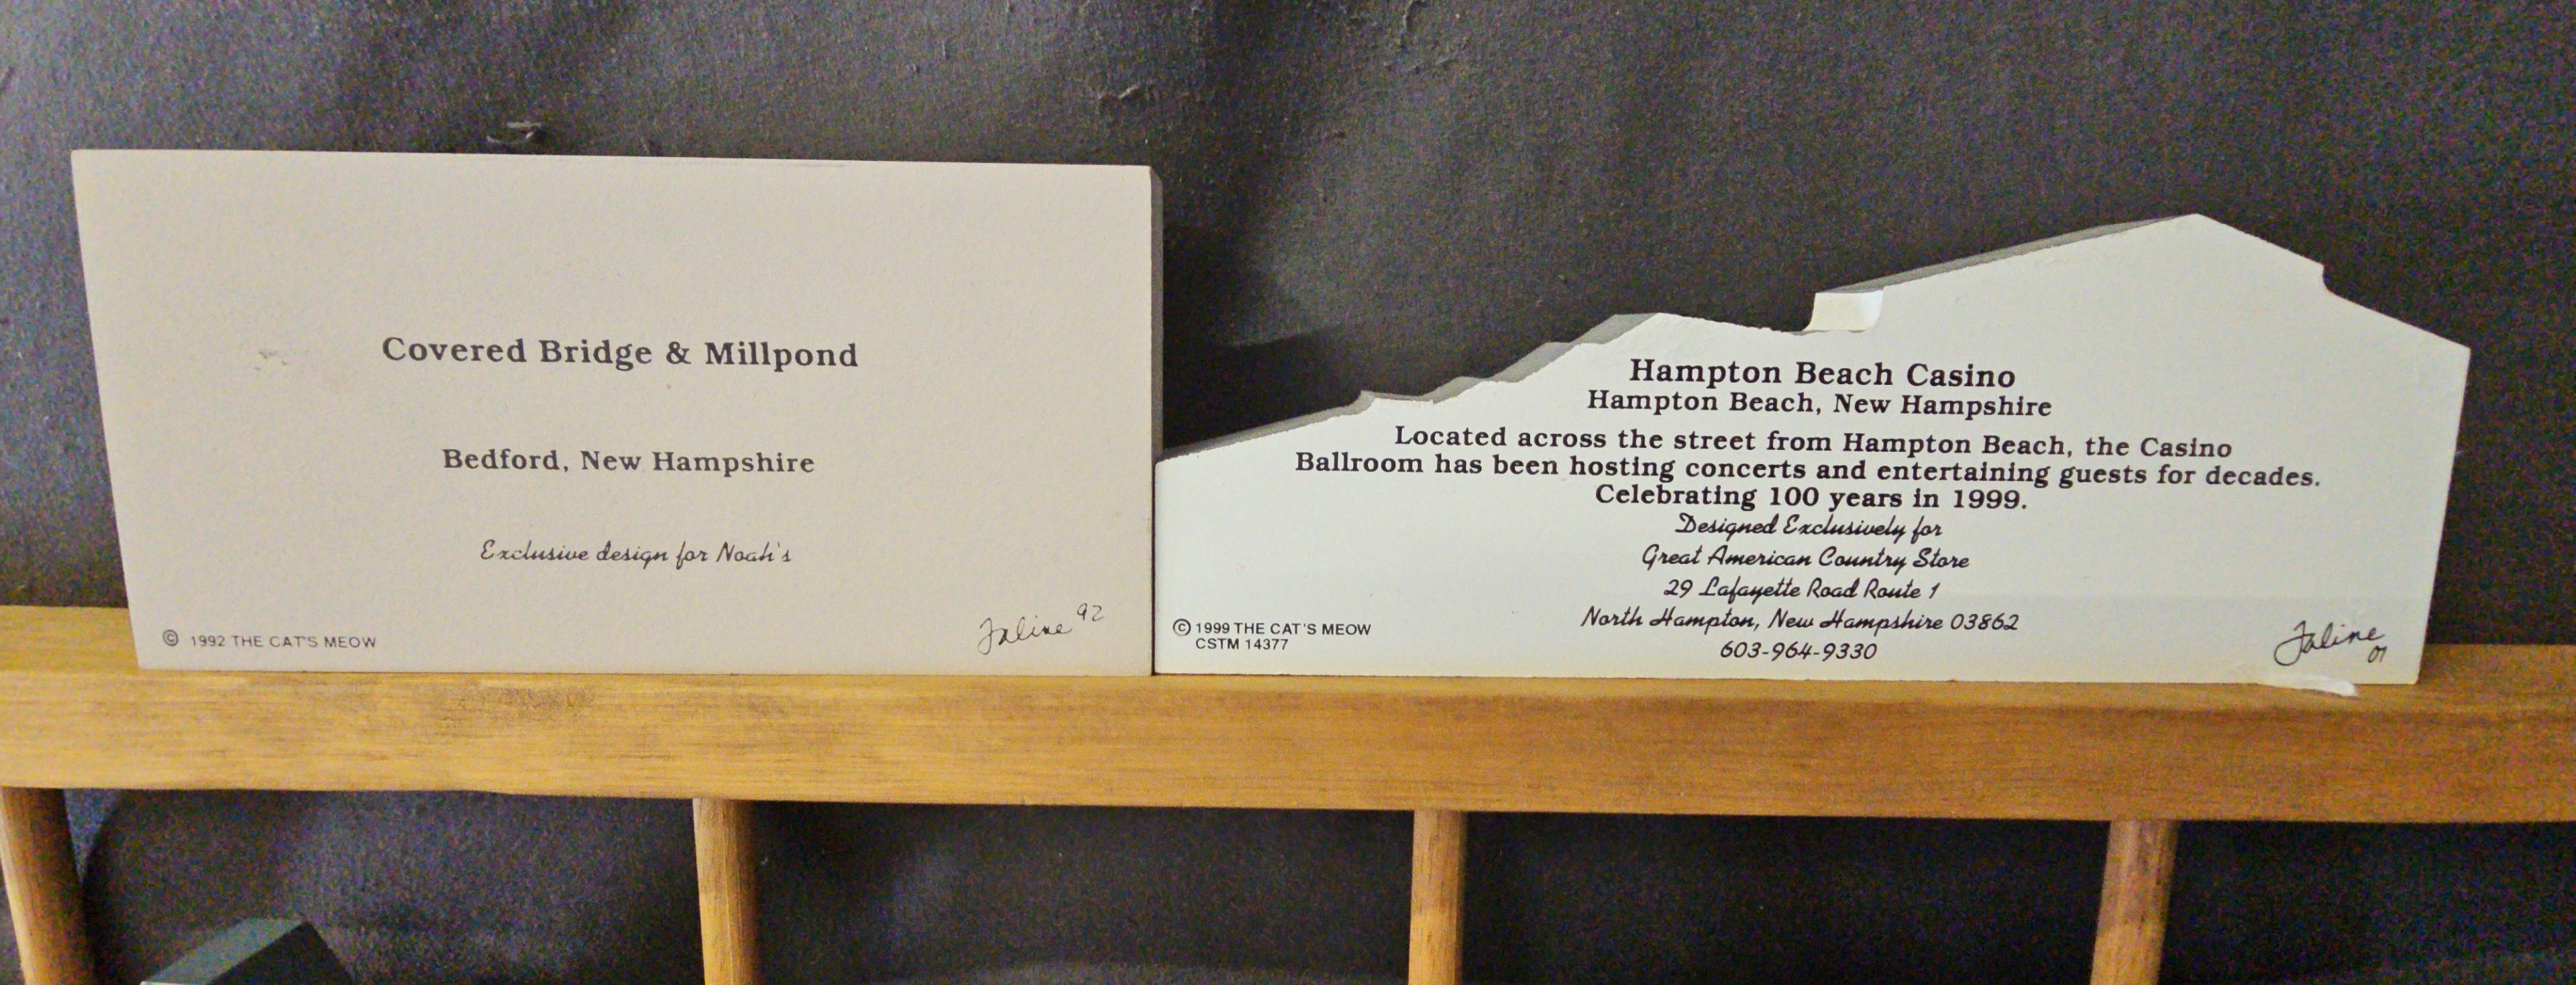 Covered Bridge & Millpond
Bedford, New Hampshire
Exclusive design for Noah's
© 1992 THE CAT'S MEOW
Faline 92
Hampton Beach Casino
Hampton Beach, New Hampshire
Located across the street from Hampton Beach, the Casino
Ballroom has been hosting concerts and entertaining guests for decades.
Celebrating 100 years in 1999.
Designed Exclusively for
Great American Country Store
29 Lafayette Road Route 1
North Hampton, New Hampshire 03862
603-964-9330
© 1999 THE CAT'S MEOW
CSTM 14377
Faline
01